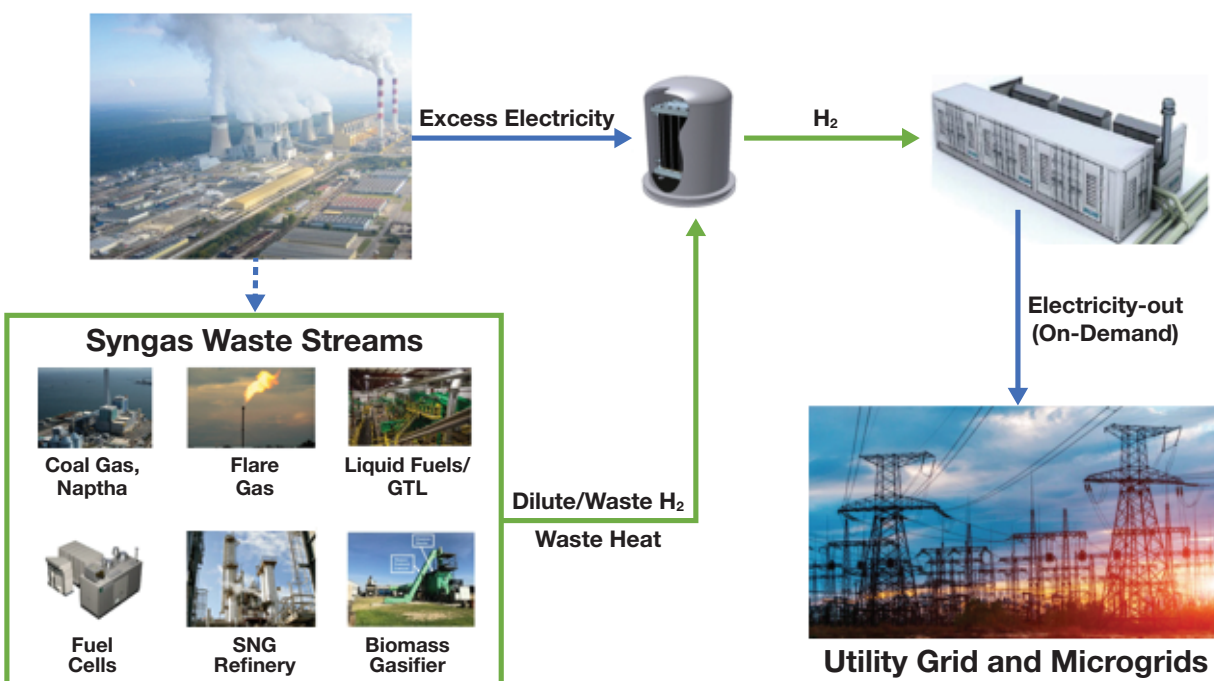 Excess Electricity
H₂
Electricity-out
(On-Demand)
Syngas Waste Streams
Coal Gas,
Naptha
Flare
Gas
Liquid Fuels/
GTL
Dilute/Waste H₂
Waste Heat
Fuel
Cells
SNG
Refinery
Biomass
Gasifier
Utility Grid and Microgrids